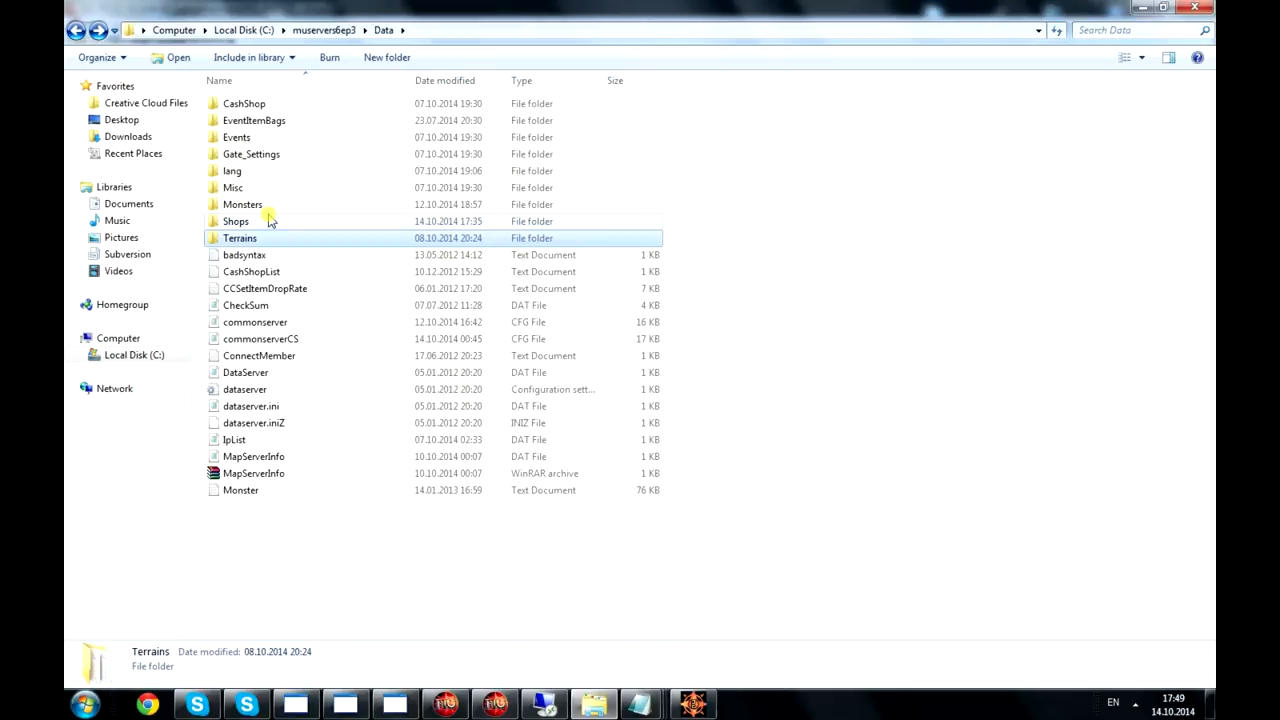 Computer Local Disk (C:) muservers6ep3 Data Search Data
Organize Open Include in library Burn New folder
Name Date modified Type Size
Favorites
Creative Cloud Files
Desktop
Downloads
Recent Places
Libraries
Documents
Music
Pictures
Subversion
Videos
Homegroup
Computer
Local Disk (C:)
Network
CashShop 07.10.2014 19:30 File folder
EventItemBags 23.07.2014 20:30 File folder
Events 07.10.2014 19:30 File folder
Gate_Settings 07.10.2014 19:30 File folder
lang 07.10.2014 19:06 File folder
Misc 07.10.2014 19:30 File folder
Monsters 12.10.2014 18:57 File folder
Shops 14.10.2014 17:35 File folder
Terrains 08.10.2014 20:24 File folder
badsyntax 13.05.2012 14:12 Text Document 1 KB
CashShopList 10.12.2012 15:29 Text Document 1 KB
CCSetItemDropRate 06.01.2012 17:20 Text Document 7 KB
CheckSum 07.07.2012 11:28 DAT File 4 KB
commonserver 12.10.2014 16:42 CFG File 16 KB
commonserverCS 14.10.2014 00:45 CFG File 17 KB
ConnectMember 17.06.2012 20:23 Text Document 1 KB
DataServer 05.01.2012 20:20 DAT File 1 KB
dataserver 05.01.2012 20:20 Configuration sett... 1 KB
dataserver.ini 05.01.2012 20:20 DAT File 1 KB
dataserver.iniZ 05.01.2012 20:20 INIZ File 1 KB
IpList 07.10.2014 02:33 DAT File 1 KB
MapServerInfo 10.10.2014 00:07 DAT File 1 KB
MapServerInfo 10.10.2014 00:07 WinRAR archive 1 KB
Monster 14.01.2013 16:59 Text Document 76 KB
Terrains Date modified: 08.10.2014 20:24
File folder
EN 17:49
14.10.2014